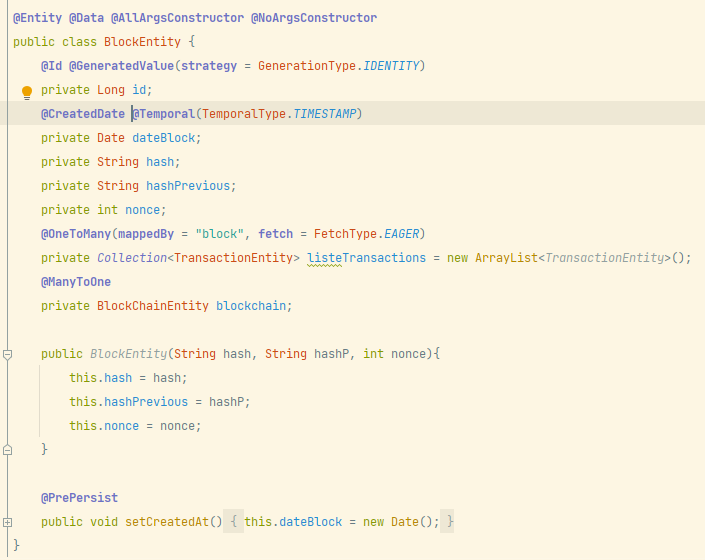 @Entity @Data @AllArgsConstructor @NoArgsConstructor
public class BlockEntity {
@Id @GeneratedValue(strategy = GenerationType.IDENTITY)
private Long id;
@CreatedDate @Temporal(TemporalType.TIMESTAMP)
private Date dateBlock;
private String hash;
private String hashPrevious;
private int nonce;
@OneToMany(mappedBy = "block", fetch = FetchType.EAGER)
private Collection<TransactionEntity> listeTransactions = new ArrayList<TransactionEntity>();
@ManyToOne
private BlockChainEntity blockchain;
public BlockEntity(String hash, String hashP, int nonce){
this.hash = hash;
this.hashPrevious = hashP;
this.nonce = nonce;
}
@PrePersist
public void setCreatedAt() { this.dateBlock = new Date(); }
}